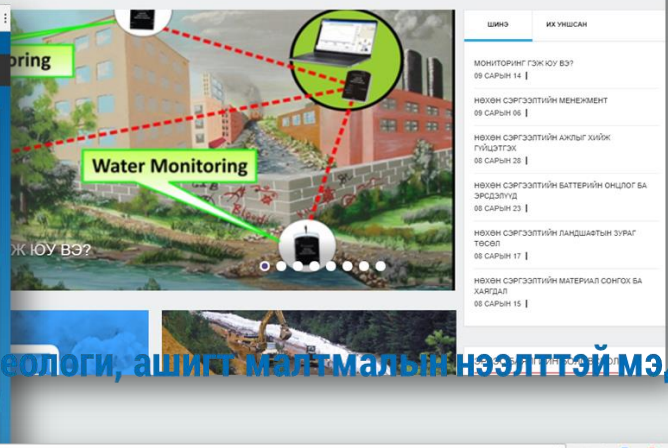 oring
Water Monitoring
Ж ЮУ ВЭ?
ШИНЭ
ИХ УНШСАН
МОНИТОРИНГ ГЭЖ ЮУ ВЭ?
09 САРЫН 14
НӨХӨН СЭРГЭЭЛТИЙН МЕНЕЖМЕНТ
09 САРЫН 06
НӨХӨН СЭРГЭЭЛТИЙН АЖЛЫГ ХИЙЖ
ГҮЙЦЭТГЭХ
08 САРЫН 28
НӨХӨН СЭРГЭЭЛТИЙН БАТТЕРИЙН ОНЦЛОГ БА
ЭРСДЭЛҮҮД
08 САРЫН 23
НӨХӨН СЭРГЭЭЛТИЙН ЛАНДШАФТЫН ЗУРАГ
ТӨСӨЛ
08 САРЫН 17
НӨХӨН СЭРГЭЭЛТИЙН МАТЕРИАЛ СОНГОХ БА
ХАЯГДАЛ
08 САРЫН 15
еологи, ашигт малтмалын нээлттэй мэд